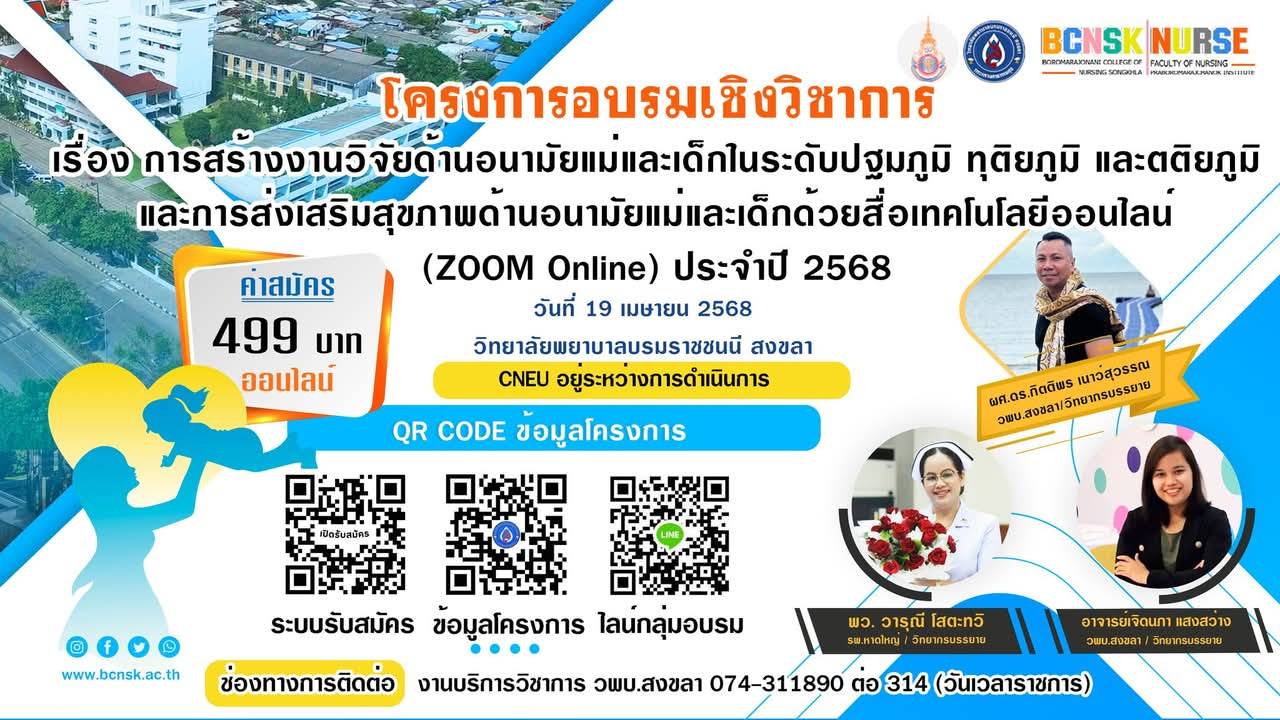 BCNSK NURSE
BOROMARAJONANI COLLEGE OF NURSING SONGKHLA
FACULTY OF NURSING PRABOROMARAJCHANOK INSTITUTE
โครงการอบรมเชิงวิชาการ
เรื่อง การสร้างงานวิจัยด้านอนามัยแม่และเด็กในระดับปฐมภูมิ ทุติยภูมิ และตติยภูมิ
และการส่งเสริมสุขภาพด้านอนามัยแม่และเด็กด้วยสื่อเทคโนโลยีออนไลน์
(ZOOM Online) ประจำปี 2568
วันที่ 19 เมษายน 2568
วิทยาลัยพยาบาลบรมราชชนนี สงขลา
CNEU อยู่ระหว่างการดำเนินการ
ค่าสมัคร
499 บาท
ออนไลน์
QR CODE ข้อมูลโครงการ
เปิดรับสมัคร
LINE
ระบบรับสมัคร ข้อมูลโครงการ ไลน์กลุ่มอบรม
ผศ.ดร.กิตติพร เนาว์สุวรรณ
วพบ.สงขลา/วิทยากรบรรยาย
พว. วารุณี โสตะทวิ
รพ.หาดใหญ่ / วิทยากรบรรยาย
อาจารย์เจิดนภา แสงสว่าง
วพบ.สงขลา / วิทยากรบรรยาย
www.bcnsk.ac.th
ช่องทางการติดต่อ งานบริการวิชาการ วพบ.สงขลา 074-311890 ต่อ 314 (วันเวลาราชการ)